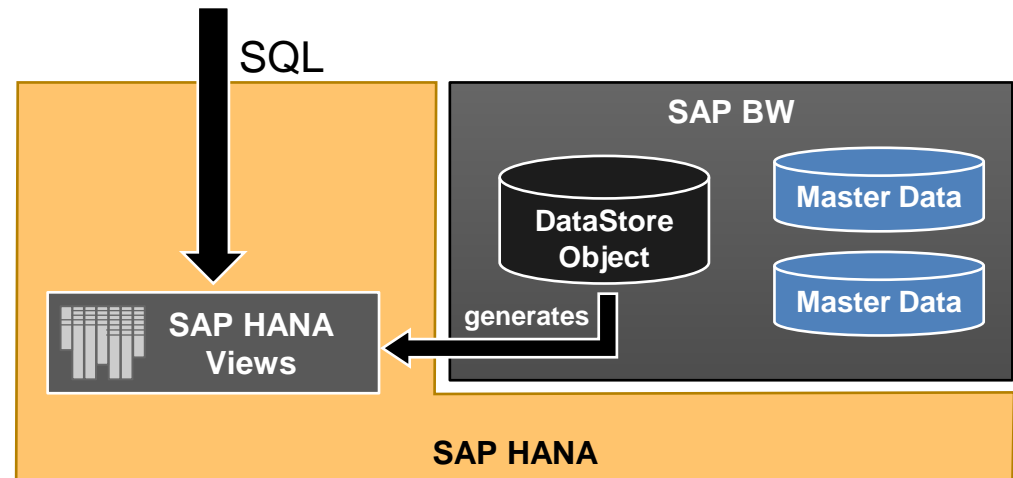 SQL
SAP BW
DataStore
Object
Master Data
Master Data
generates
SAP HANA
Views
SAP HANA